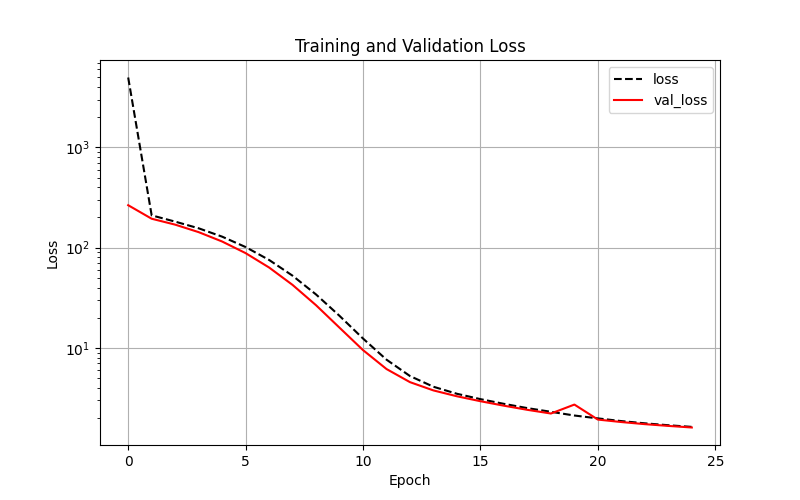 Training and Validation Loss
loss
val_loss
10³
10²
10¹
Loss
0 5 10 15 20 25
Epoch